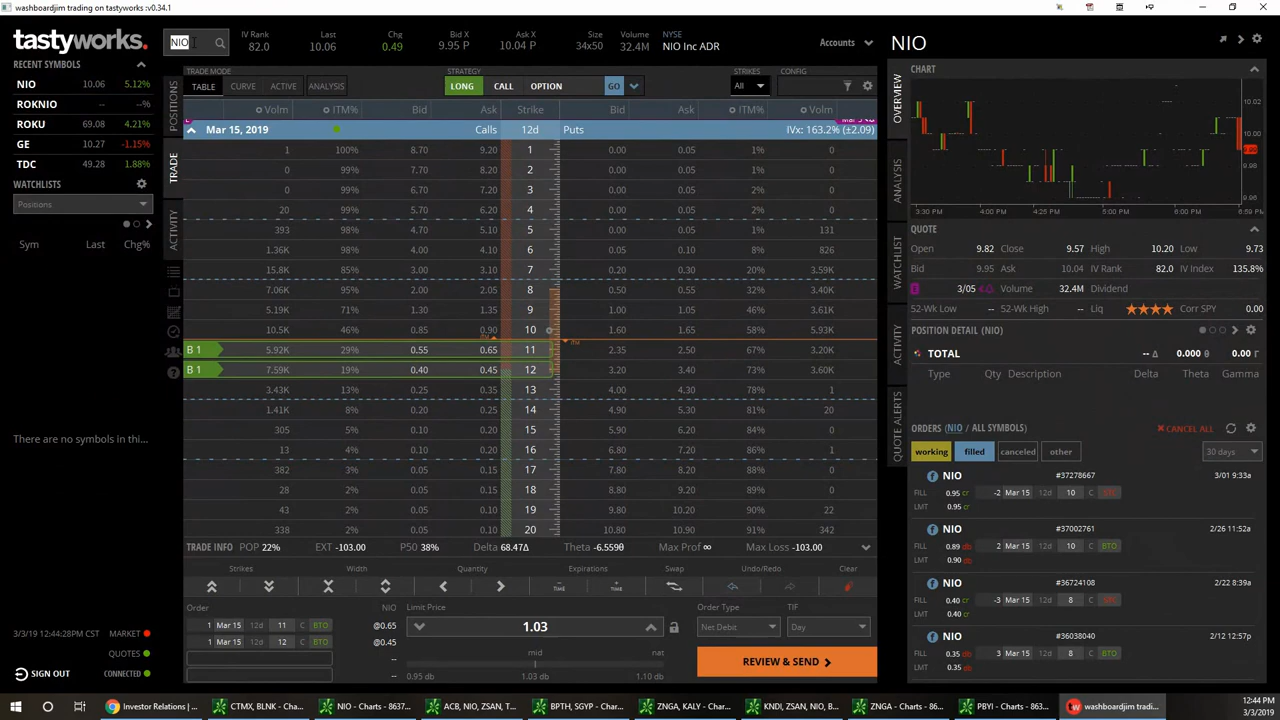 washboardjim trading on tastyworks :v0.34.1
tastyworks.
NIO
IV Rank 82.0
Last 10.06
Chg 0.49
Bid X 9.95 P
Ask X 10.04 P
Size 34x50
Volume 32.4M
NYSE NIO Inc ADR
Accounts
RECENT SYMBOLS
NIO 10.06 5.12%
ROKNIO -- --%
ROKU 69.08 4.21%
GE 10.27 -1.15%
TDC 49.28 1.88%
WATCHLISTS
Positions
Sym Last Chg%
There are no symbols in thi...
3/3/19 12:44:28PM CST MARKET
QUOTES
SIGN OUT CONNECTED
POSITIONS
TRADE
ACTIVITY
TRADE MODE
TABLE CURVE ACTIVE ANALYSIS
STRATEGY
LONG CALL OPTION GO
STRIKES
All
CONFIG
Volm ITM% Bid Ask Strike Bid Ask ITM% Volm
Mar 15, 2019 Calls 12d Puts IVx: 163.2% (±2.09)
1 100% 8.70 9.20 1 0.00 0.05 1% 0
0 99% 7.70 8.20 2 0.00 0.05 1% 0
0 99% 6.70 7.20 3 0.00 0.05 2% 0
20 99% 5.70 6.20 4 0.00 0.05 2% 0
393 98% 4.70 5.10 5 0.00 0.05 4% 131
1.36K 98% 4.00 4.10 6 0.05 0.10 8% 826
15.8K 85% 3.00 3.10 7 0.20 0.30 18% 3.59K
7.06K 95% 2.00 2.05 8 0.50 0.55 32% 3.40K
5.19K 71% 1.30 1.35 9 1.00 1.05 46% 3.61K
10.5K 46% 0.85 0.90 10 1.60 1.65 58% 5.93K
B 1 5.92K 29% 0.55 0.65 11 2.35 2.50 67% 3.20K
B 1 7.59K 19% 0.40 0.45 12 3.20 3.40 73% 3.60K
3.43K 13% 0.25 0.35 13 4.00 4.30 78% 1
1.41K 8% 0.20 0.25 14 4.90 5.30 81% 20
305 5% 0.10 0.20 15 5.90 6.20 84% 0
13 4% 0.10 0.20 16 6.80 7.20 86% 1
382 3% 0.05 0.15 17 7.80 8.20 88% 0
28 2% 0.05 0.15 18 8.80 9.20 89% 0
43 2% 0.05 0.10 19 9.80 10.20 90% 22
338 2% 0.05 0.10 20 10.80 10.90 91% 342
TRADE INFO POP 22% EXT -103.00 P50 38% Delta 68.47Δ Theta -6.559θ Max Prof ∞ Max Loss -103.00
Strikes Width Quantity Expirations Swap Undo/Redo Clear
TIME TIME
Order NIO Limit Price Order Type TIF
1 Mar 15 12d 11 C BTO @0.65
1 Mar 15 12d 12 C BTO @0.45
--
--
1.03
Net Debit Day
mid nat
0.95 db 1.03 db 1.10 db
REVIEW & SEND
NIO
OVERVIEW
ANALYSIS
WATCHLIST
ACTIVITY
QUOTE ALERTS
CHART
10.02
9.98
9.96
3:30 PM 4:00 PM 4:25 PM 5:00 PM 6:00 PM 6:59 PM
QUOTE
Open 9.82 Close 9.57 High 10.20 Low 9.73
Bid 9.95 Ask 10.04 IV Rank 82.0 IV Index 135.8%
3/05 Volume 32.4M Dividend
52-Wk Low -- 52-Wk High -- Liq ★★★★ Corr SPY 0.00
POSITION DETAIL (NIO)
TOTAL -- Δ 0.000 θ 0.00 Γ
Type Qty Description Delta Theta Gamma
ORDERS (NIO / ALL SYMBOLS) CANCEL ALL
working filled canceled other 30 days
NIO #37278667 3/01 9:33a
FILL 0.95 cr -2 Mar 15 12d 10 C STC
LMT 0.95 cr
NIO #37002761 2/26 11:52a
FILL 0.89 db 2 Mar 15 12d 10 C BTO
LMT 0.90 db
NIO #36724108 2/22 8:39a
FILL 0.40 cr -3 Mar 15 12d 8 C STC
LMT 0.40 cr
NIO #36038040 2/12 12:57p
FILL 0.35 db 3 Mar 15 12d 8 C BTO
LMT 0.35 db
Investor Relations | ...
CTMX, BLNK - Cha...
NIO - Charts - 8637...
ACB, NIO, ZSAN, T...
BPTH, SGYP - Char...
ZNGA, KALY - Char...
KNDI, ZSAN, NIO, B...
ZNGA - Charts - 86...
PBYI - Charts - 863...
washboardjim tradi...
12:44 PM
3/3/2019